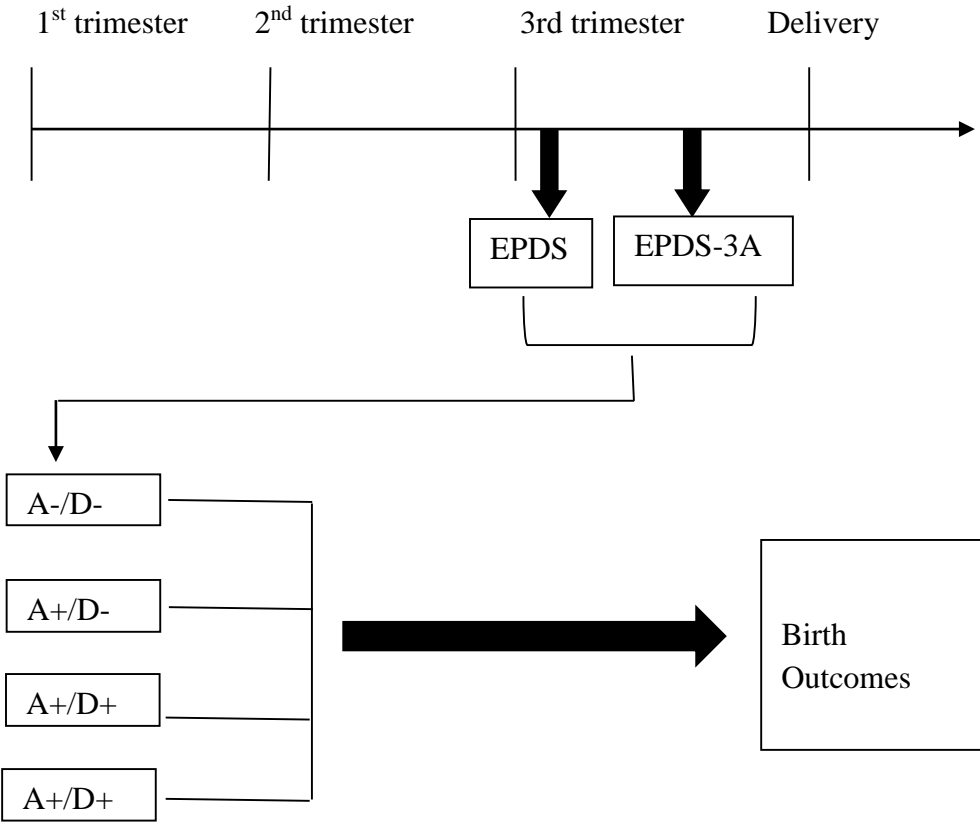 1st trimester 2nd trimester 3rd trimester Delivery
EPDS EPDS-3A
A-/D-
A+/D-
Birth
Outcomes
A+/D+
A+/D+